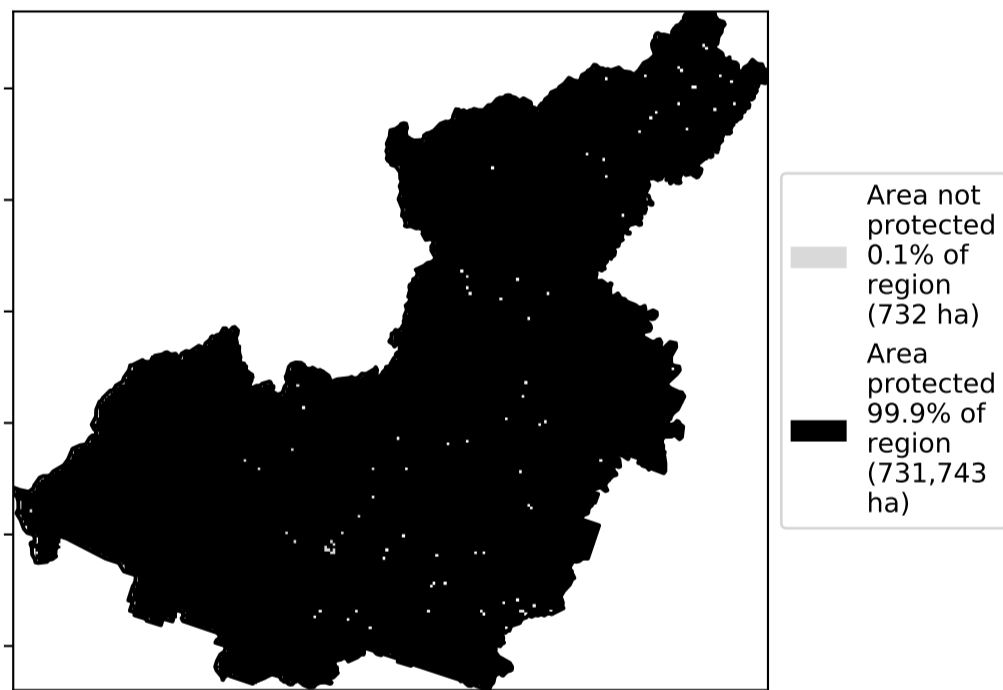 Area not
protected
0.1% of
region
(732 ha)
Area
protected
99.9% of
region
(731,743
ha)